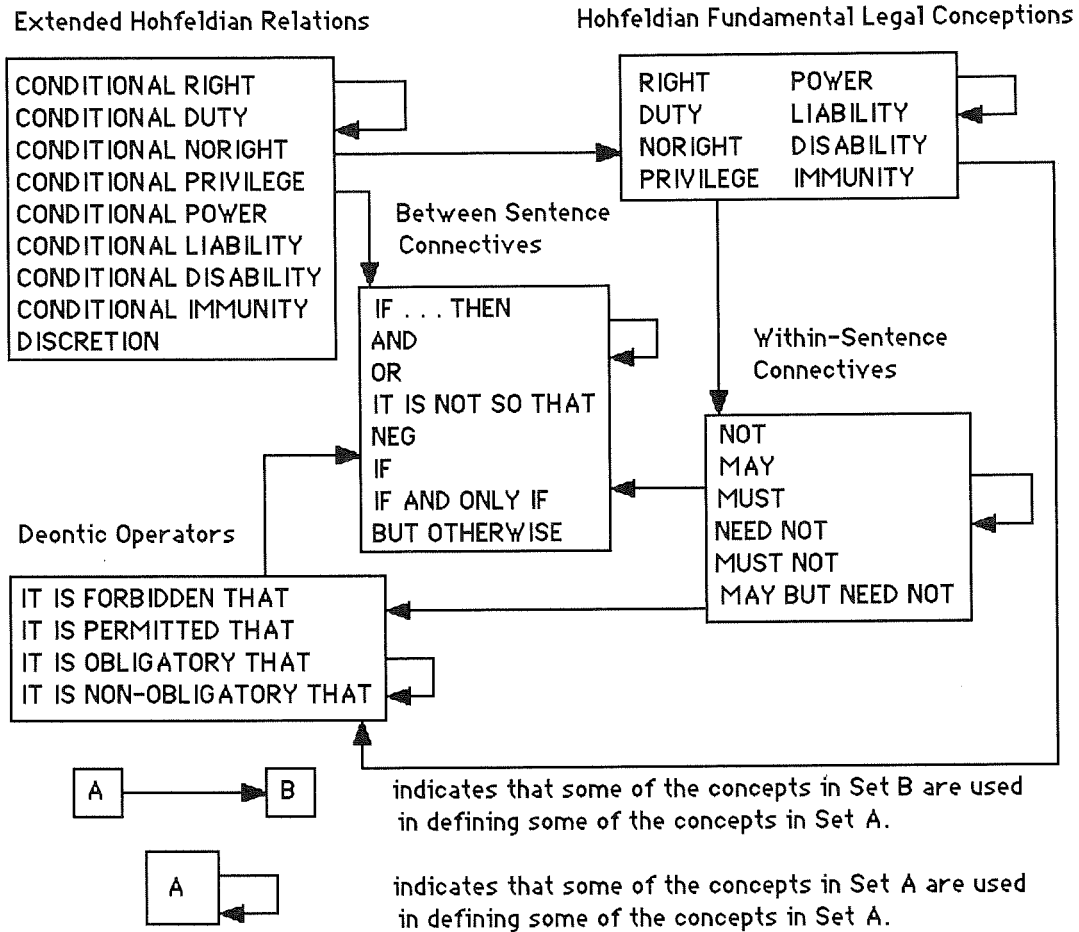 Extended Hohfeldian Relations
CONDITIONAL RIGHT
CONDITIONAL DUTY
CONDITIONAL NORIGHT
CONDITIONAL PRIVILEGE
CONDITIONAL POWER
CONDITIONAL LIABILITY
CONDITIONAL DISABILITY
CONDITIONAL IMMUNITY
DISCRETION
Hohfeldian Fundamental Legal Conceptions
RIGHT POWER
DUTY LIABILITY
NORIGHT DISABILITY
PRIVILEGE IMMUNITY
Between Sentence
Connectives
IF . . . THEN
AND
OR
IT IS NOT SO THAT
NEG
IF
IF AND ONLY IF
BUT OTHERWISE
Within-Sentence
Connectives
NOT
MAY
MUST
NEED NOT
MUST NOT
MAY BUT NEED NOT
Deontic Operators
IT IS FORBIDDEN THAT
IT IS PERMITTED THAT
IT IS OBLIGATORY THAT
IT IS NON-OBLIGATORY THAT
A B
indicates that some of the concepts in Set B are used
in defining some of the concepts in Set A.
A
indicates that some of the concepts in Set A are used
in defining some of the concepts in Set A.